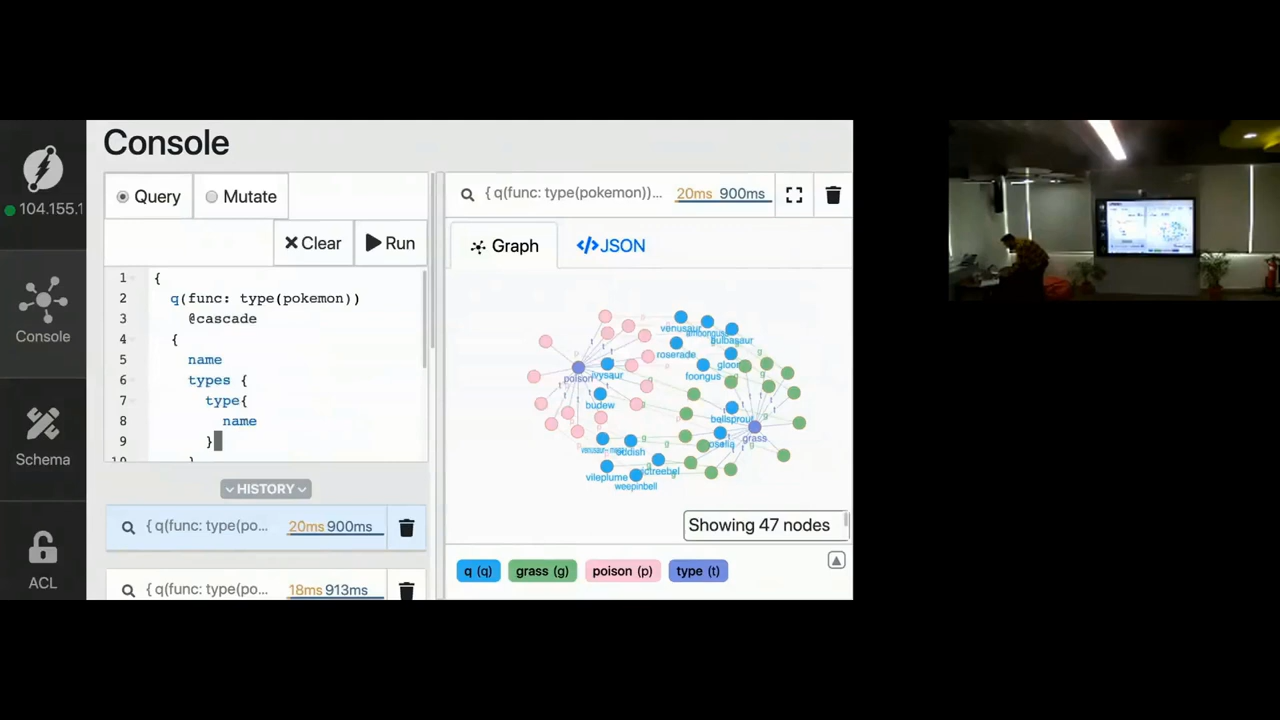 Console
104.155.1
Query
Mutate
Clear
Run
1 {
2 q(func: type(pokemon))
3 @cascade
4 {
5 name
6 types {
7 type{
8 name
9 }
10 }
HISTORY
{ q(func: type(po... 20ms 900ms
{ q(func: type(po... 18ms 913ms
Console
Schema
ACL
{ q(func: type(pokemon))... 20ms 900ms
Graph
</>JSON
venusaur
bulbasaur
roserade
gloom
poison
ivysaur
foongus
budew
bellsprout
grass
oddish
vileplume
victreebel
weepinbell
Showing 47 nodes
q (q)
grass (g)
poison (p)
type (t)